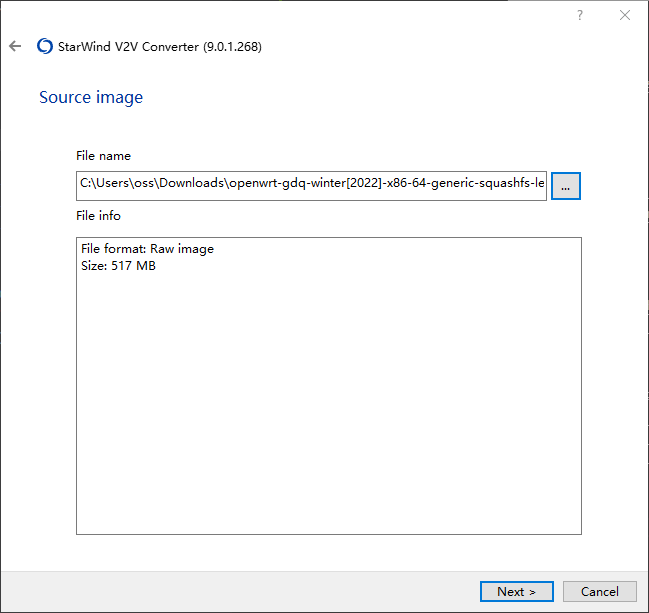 ?
StarWind V2V Converter (9.0.1.268)
Source image
File name
C:\Users\oss\Downloads\openwrt-gdq-winter[2022]-x86-64-generic-squashfs-le
...
File info
File format: Raw image
Size: 517 MB
Next >
Cancel